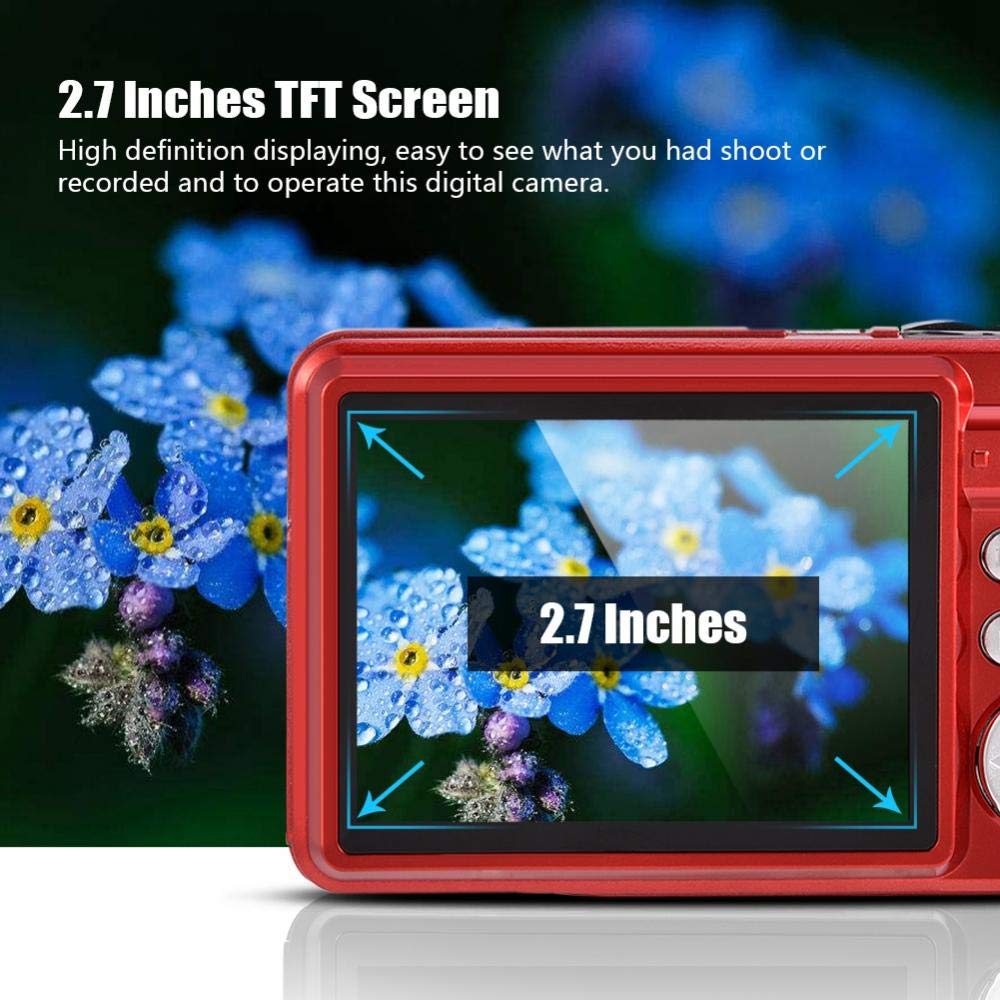 2.7 Inches TFT Screen
High definition displaying, easy to see what you had shoot or
recorded and to operate this digital camera.
2.7 Inches